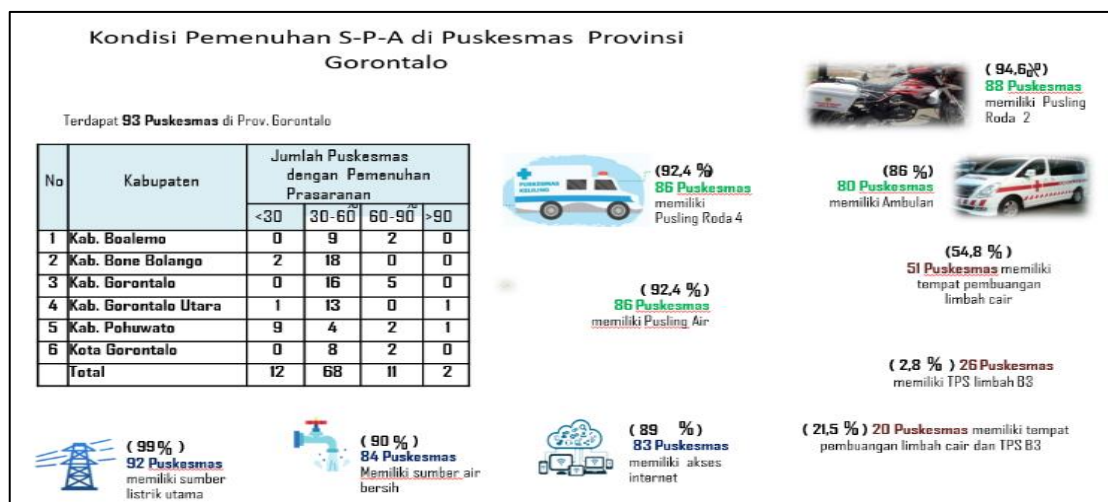 Kondisi Pemenuhan S-P-A di Puskesmas Provinsi
Gorontalo
Terdapat 93 Puskesmas di Prov. Gorontalo
No Kabupaten Jumlah Puskesmas
dengan Pemenuhan
Prasaranan
<30 30-60% 60-90% >90
1 Kab. Boalemo 0 9 2 0
2 Kab. Bone Bolango 2 18 0 0
3 Kab. Gorontalo 0 16 5 0
4 Kab. Gorontalo Utara 1 13 0 1
5 Kab. Pohuwato 9 4 2 1
6 Kota Gorontalo 0 8 2 0
Total 12 68 11 2
( 94,6 %)
88 Puskesmas
memiliki Pusling
Roda 2
PUSKESMAS
KELILING
(92,4 %)
86 Puskesmas
memiliki
Pusling Roda 4
(86 %)
80 Puskesmas
memiliki Ambulan
(54,8 %)
51 Puskesmas memiliki
tempat pembuangan
limbah cair
( 92,4 %)
86 Puskesmas
memiliki Pusling Air
( 2,8 % ) 26 Puskesmas
memiliki TPS limbah B3
( 99% )
92 Puskesmas
memiliki sumber
listrik utama
( 90 % )
84 Puskesmas
Memiliki sumber air
bersih
( 89 %)
83 Puskesmas
memiliki akses
internet
( 21,5 % ) 20 Puskesmas memiliki tempat
pembuangan limbah cair dan TPS B3